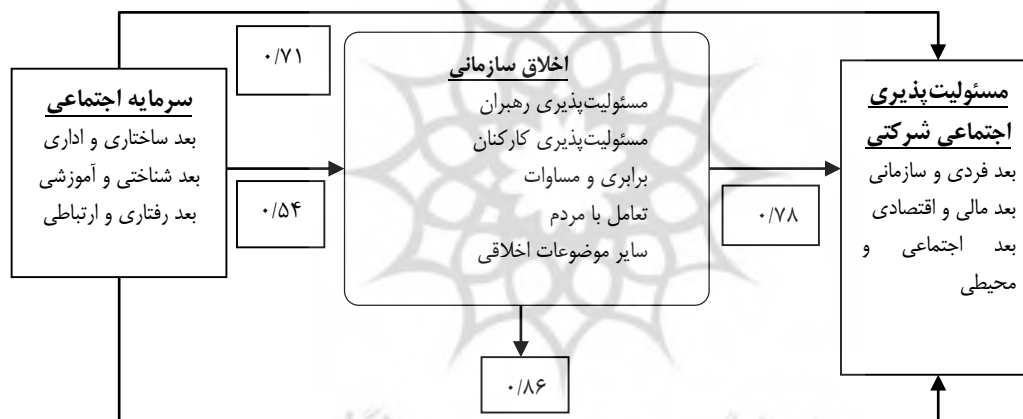 سرمایه اجتماعی
بعد ساختاری و اداری
بعد شناختی و آموزشی
بعد رفتاری و ارتباطی
۰/۷۱
۰/۵۴
اخلاق سازمانی
مسئولیت‌پذیری رهبران
مسئولیت‌پذیری کارکنان
برابری و مساوات
تعامل با مردم
سایر موضوعات اخلاقی
۰/۸۶
۰/۷۸
مسئولیت‌پذیری
اجتماعی شرکتی
بعد فردی و سازمانی
بعد مالی و اقتصادی
بعد اجتماعی و
محیطی